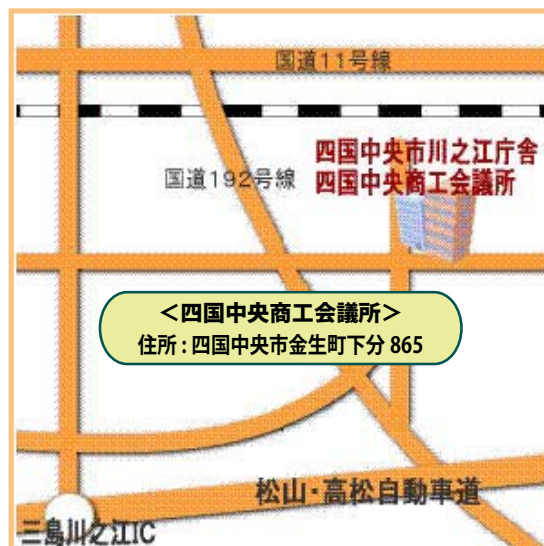 国道11号線
四国中央市川之江庁舎
国道192号線
四国中央商工会議所
＜四国中央商工会議所＞
住所：四国中央市金生町下分 865
松山・高松自動車道
三島川之江IC